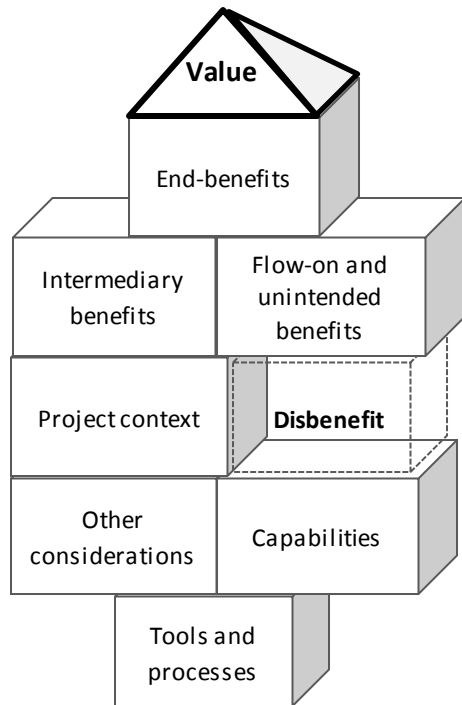 Value
End-benefits
Intermediary
benefits
Flow-on and
unintended
benefits
Project context
Disbenefit
Other
considerations
Capabilities
Tools and
processes